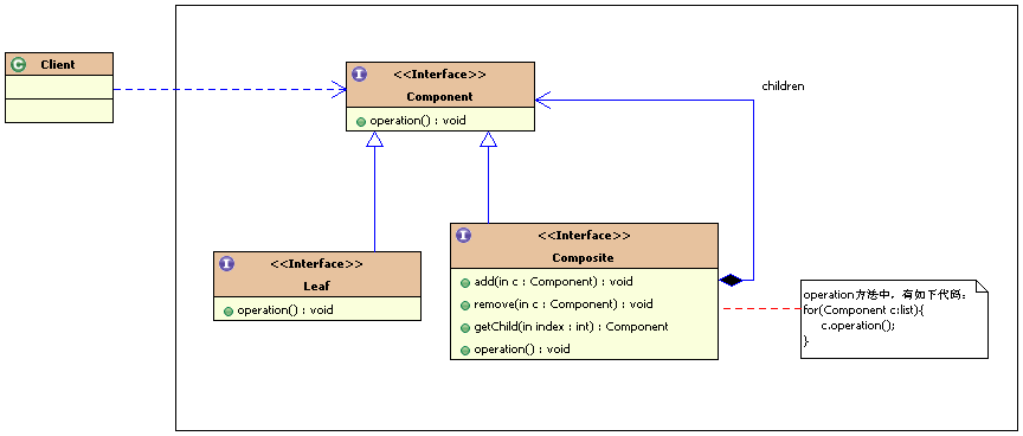 Client
<<Interface>>
Component
operation() : void
children
<<Interface>>
Leaf
operation() : void
<<Interface>>
Composite
add(in c : Component) : void
remove(in c : Component) : void
getChild(in index : int) : Component
operation() : void
operation方法中，有如下代码：
for(Component c:list){
c.operation();
}